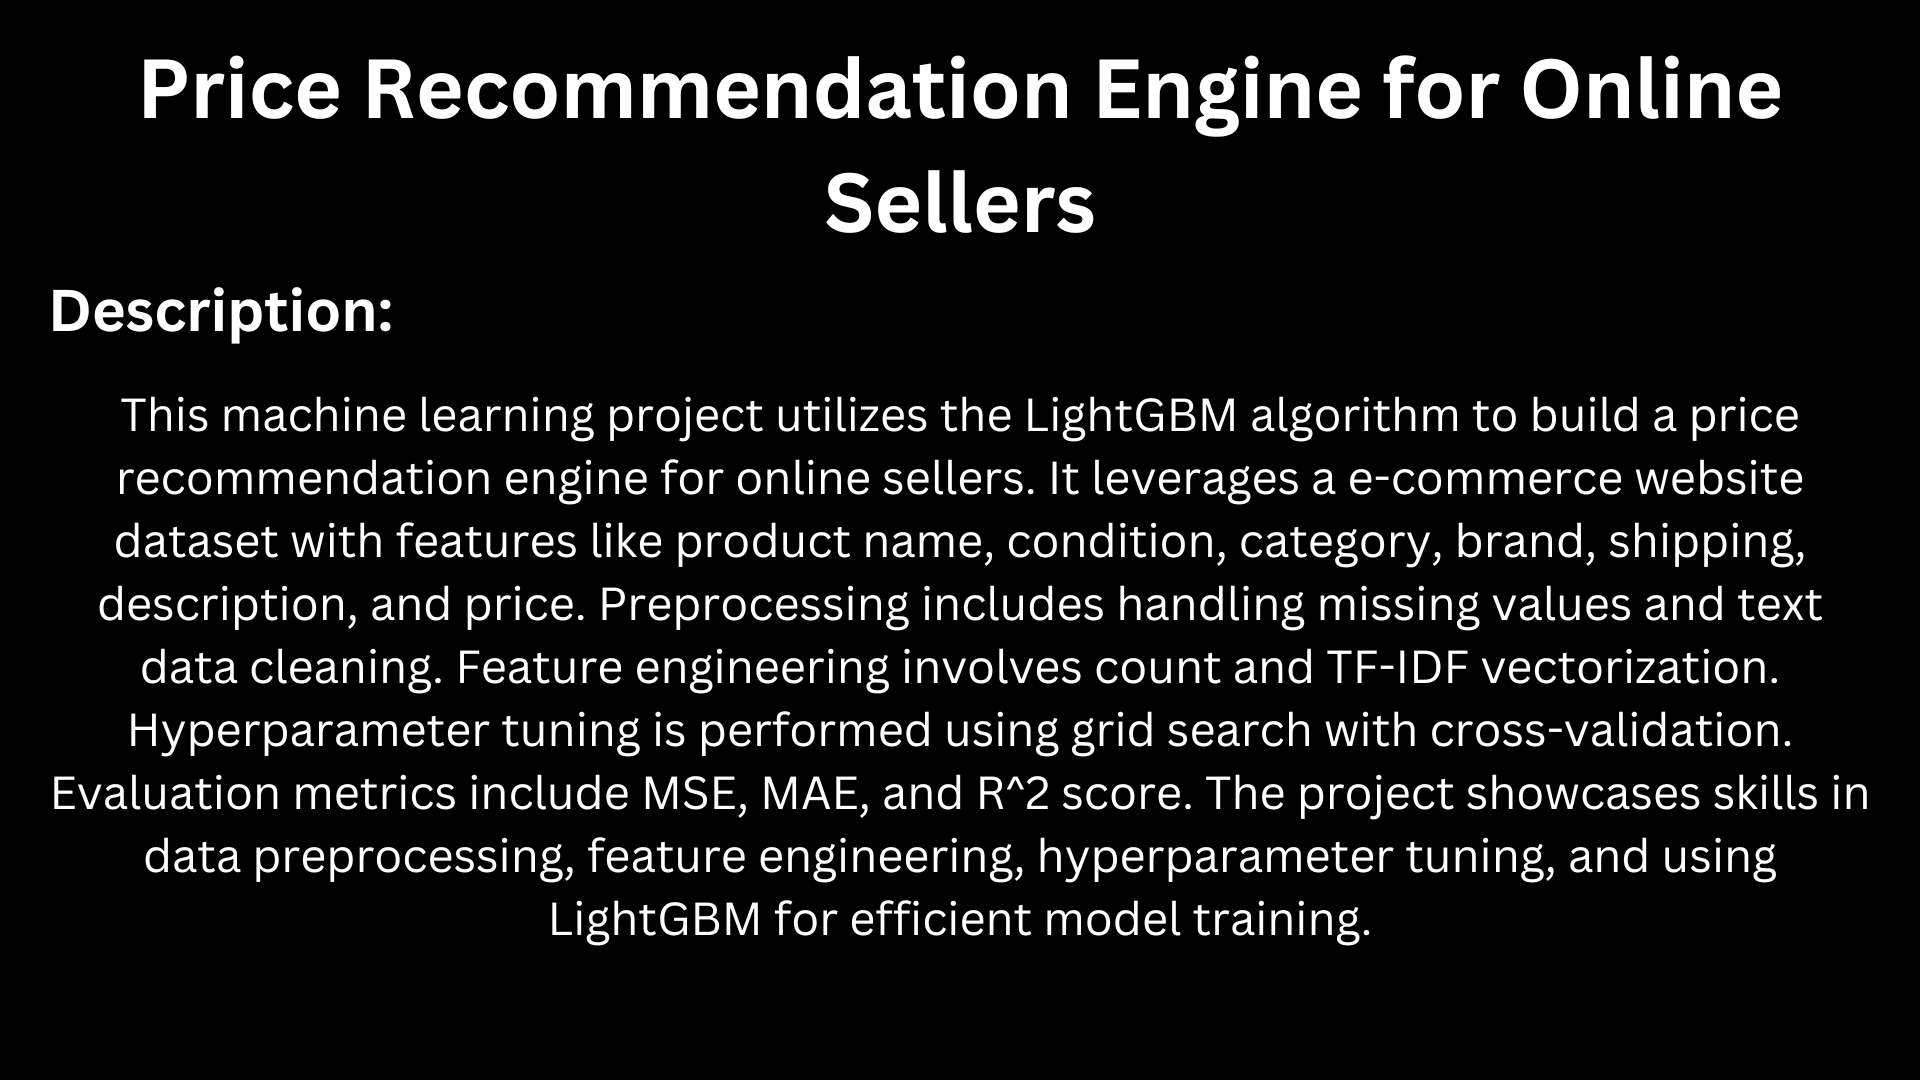 Price Recommendation Engine for Online
Sellers
Description:
This machine learning project utilizes the LightGBM algorithm to build a price
recommendation engine for online sellers. It leverages a e-commerce website
dataset with features like product name, condition, category, brand, shipping,
description, and price. Preprocessing includes handling missing values and text
data cleaning. Feature engineering involves count and TF-IDF vectorization.
Hyperparameter tuning is performed using grid search with cross-validation.
Evaluation metrics include MSE, MAE, and R^2 score. The project showcases skills in
data preprocessing, feature engineering, hyperparameter tuning, and using
LightGBM for efficient model training.